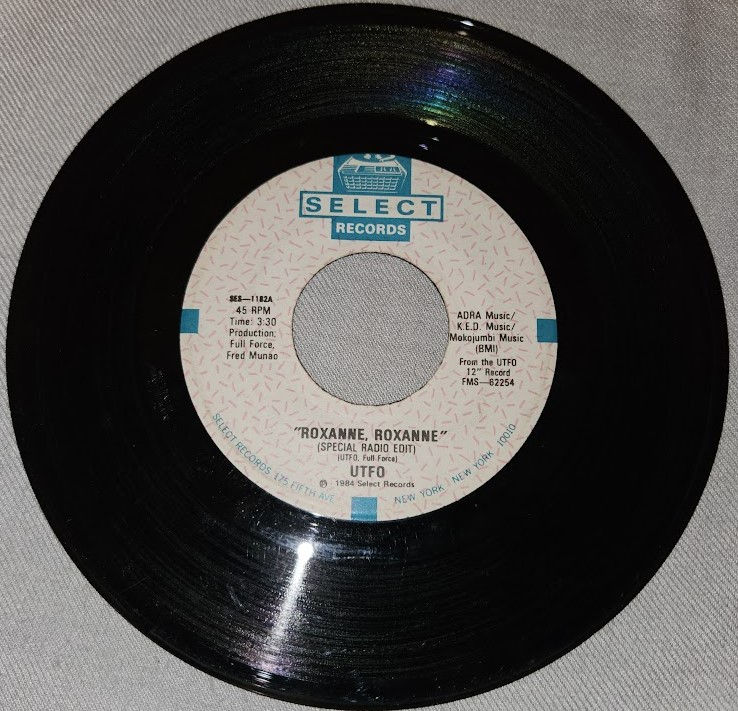 SELECT
RECORDS
SES—1182A
45 RPM
Time: 3:30
Production:
Full Force,
Fred Munao
ADRA Music/
K.E.D. Music/
Mokojumbi Music
(BMI)
From the UTFO
12" Record
FMS—62254
"ROXANNE, ROXANNE"
(SPECIAL RADIO EDIT)
(UTFO, Full Force)
UTFO
℗ 1984 Select Records
SELECT RECORDS 175 FIFTH AVE NEW YORK NEW YORK 10010